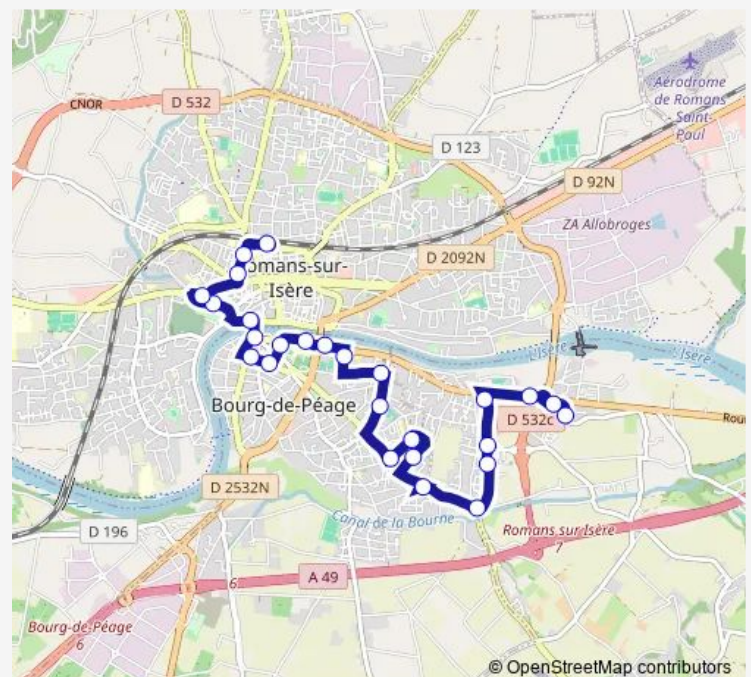 Aérodrome
de Romans
Saint-
Paul
CNOR
D 532
D 123
D 92N
ZA Allobroges
D 2092N
Romans-sur-
Isère
L'Isère
L'Isère
Bourg-de-Péage
D 532c
Rou
D 2532N
Canal de la Bourne
D 196
Romans sur Isère
7
A 49
6
Bourg-de-Péage
6
© OpenStreetMap contributors